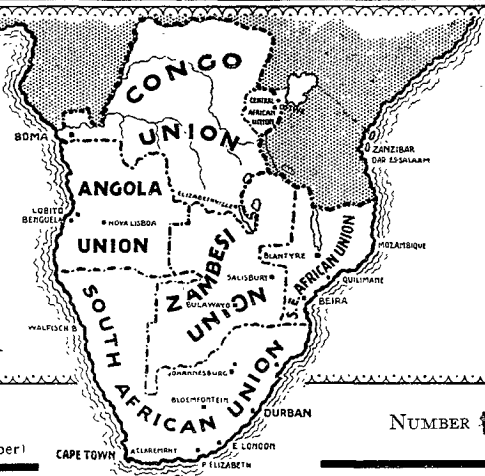 CONGO
UNION
CENTRAL
AFRICAN
UNION
BOMA
ZANZIBAR
DAR ES SALAAM
ANGOLA
UNION
ELIZABETHVILLE
LOBITO
BENGUELA
NOVA LISBOA
ZAMBESI
UNION
BLANTYRE
SALISBURY
BULAWAYO
S.E. AFRICAN UNION
MOZAMBIQUE
QUILIMANE
BEIRA
SOUTH AFRICAN UNION
WALFISCH B
JOHANNESBURG
BLOEMFONTEIN
DURBAN
CAPE TOWN
CLAREMONT
E LONDON
P ELIZABETH
NUMBER
ber)